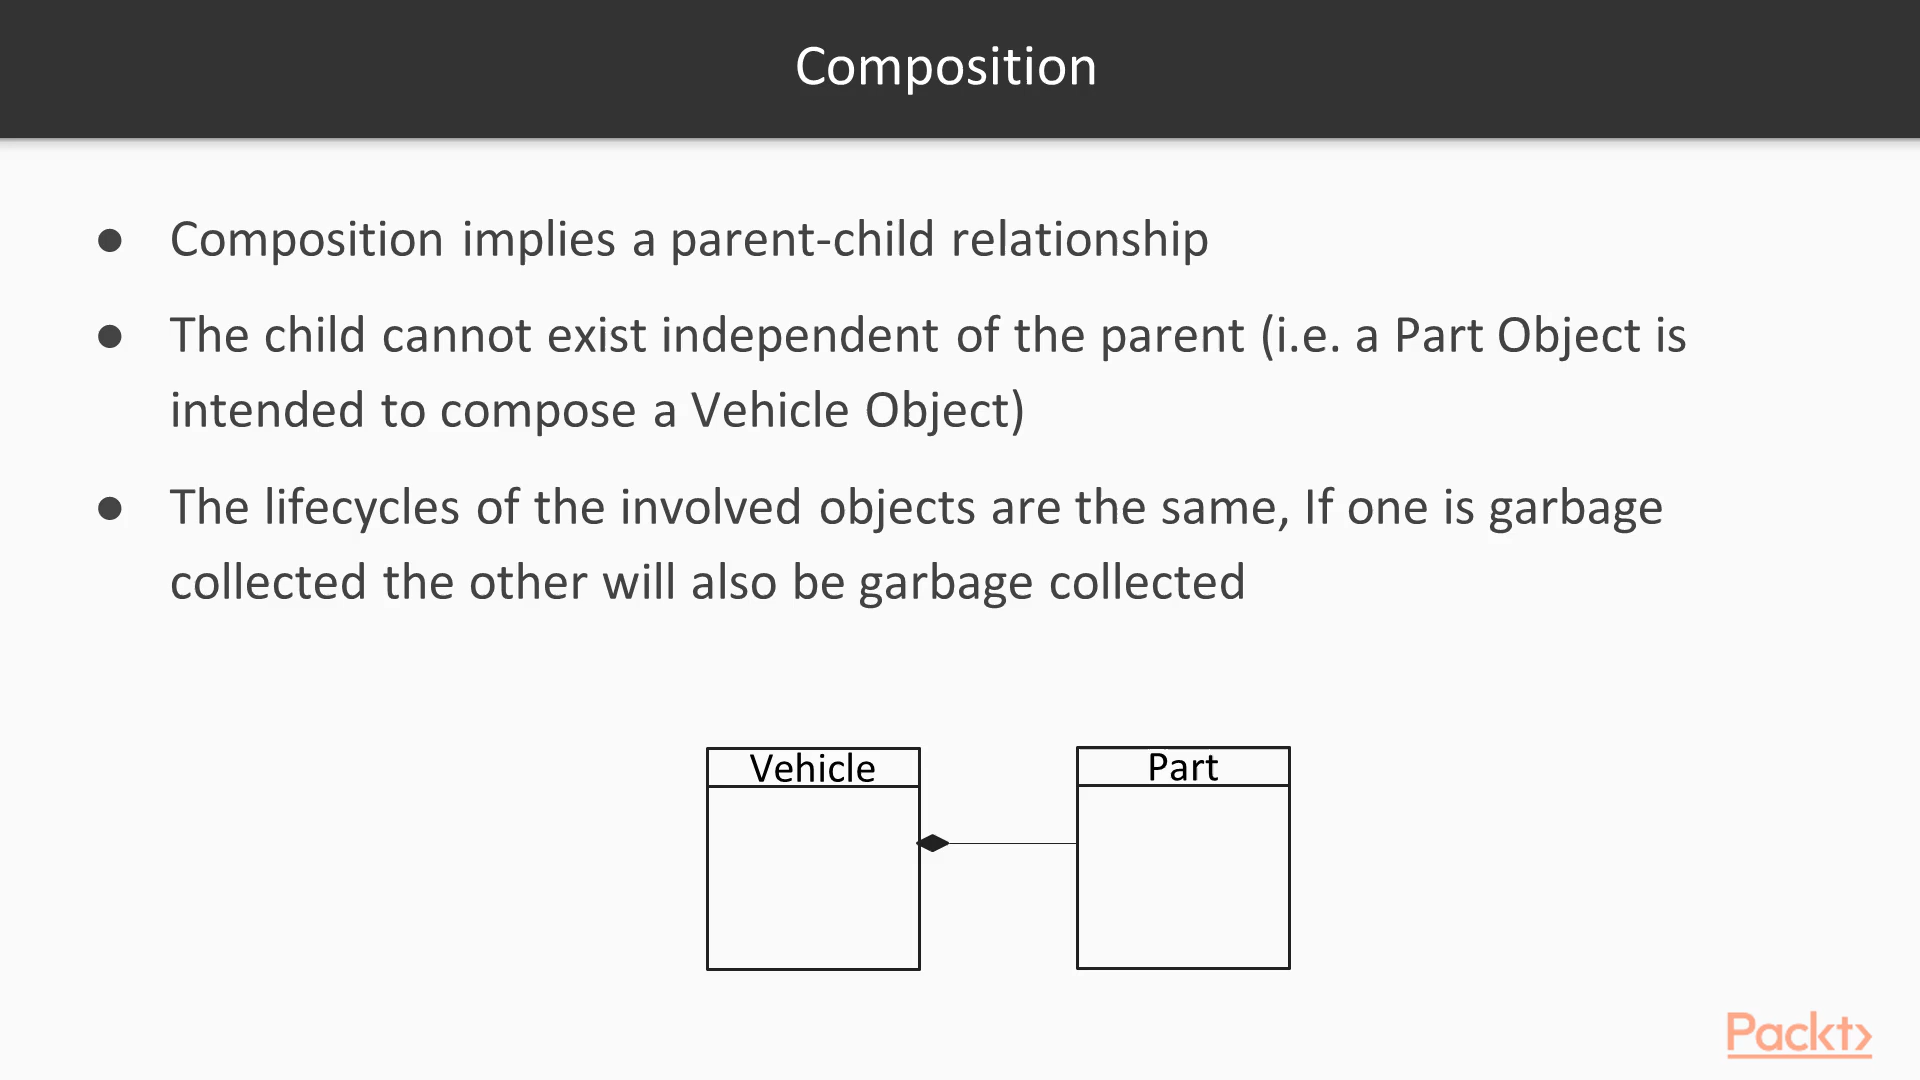 Composition
● Composition implies a parent-child relationship
● The child cannot exist independent of the parent (i.e. a Part Object is
intended to compose a Vehicle Object)
● The lifecycles of the involved objects are the same, If one is garbage
collected the other will also be garbage collected
Vehicle
Part
Packt>